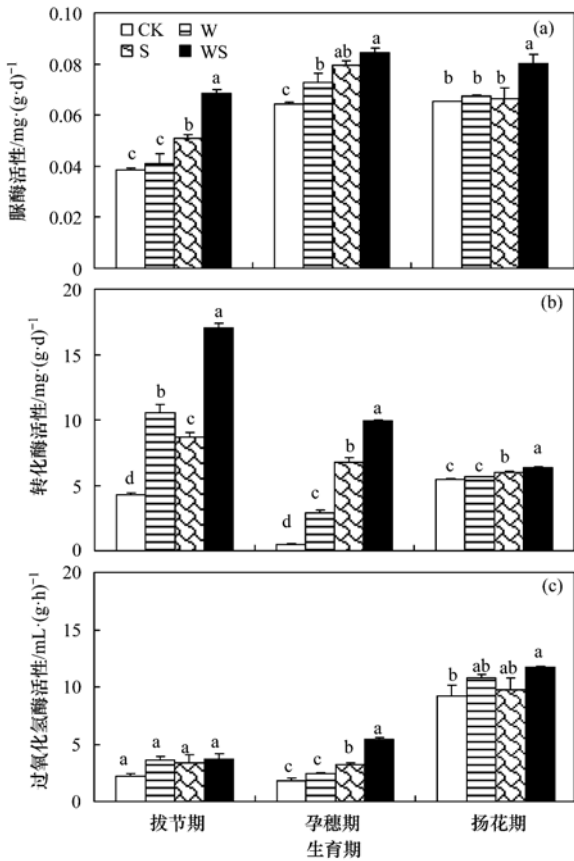 (a)
CK W
S WS
脲酶活性/mg·(g·d)⁻¹
0.10
0.08
0.06
0.04
0.02
0
c c b a
c b ab a
b b b a
(b)
转化酶活性/mg·(g·d)⁻¹
20
15
10
5
0
d b c a
d c b a
c c b a
(c)
过氧化氢酶活性/mL·(g·h)⁻¹
20
15
10
5
0
a a a a
c c b a
b ab ab a
拔节期 孕穗期 扬花期
生育期